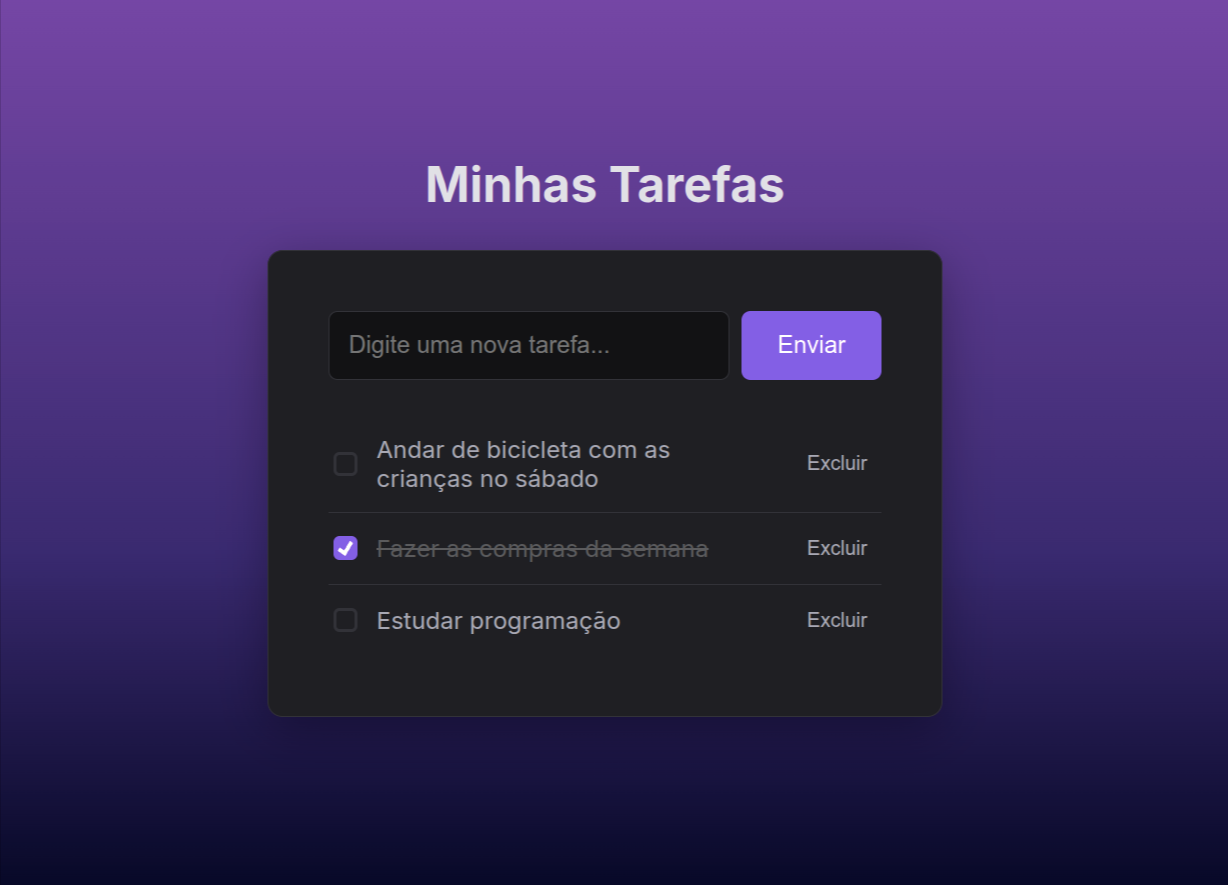 Minhas Tarefas
Digite uma nova tarefa...
Enviar
Andar de bicicleta com as
crianças no sábado
Excluir
Fazer as compras da semana
Excluir
Estudar programação
Excluir